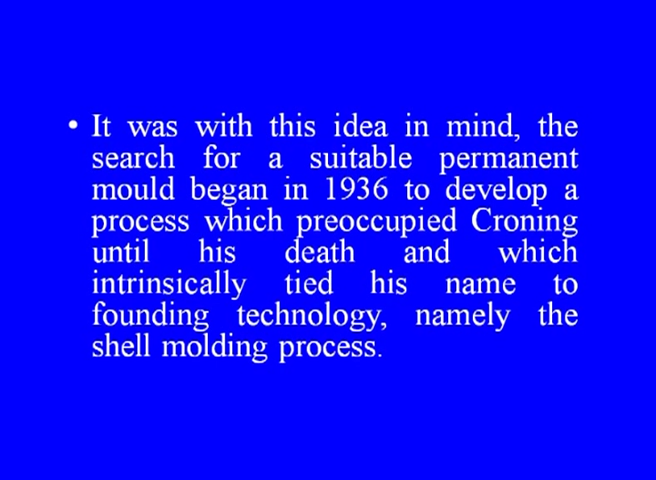 • It was with this idea in mind, the
search for a suitable permanent
mould began in 1936 to develop a
process which preoccupied Croning
until his death and which
intrinsically tied his name to
founding technology, namely the
shell molding process.